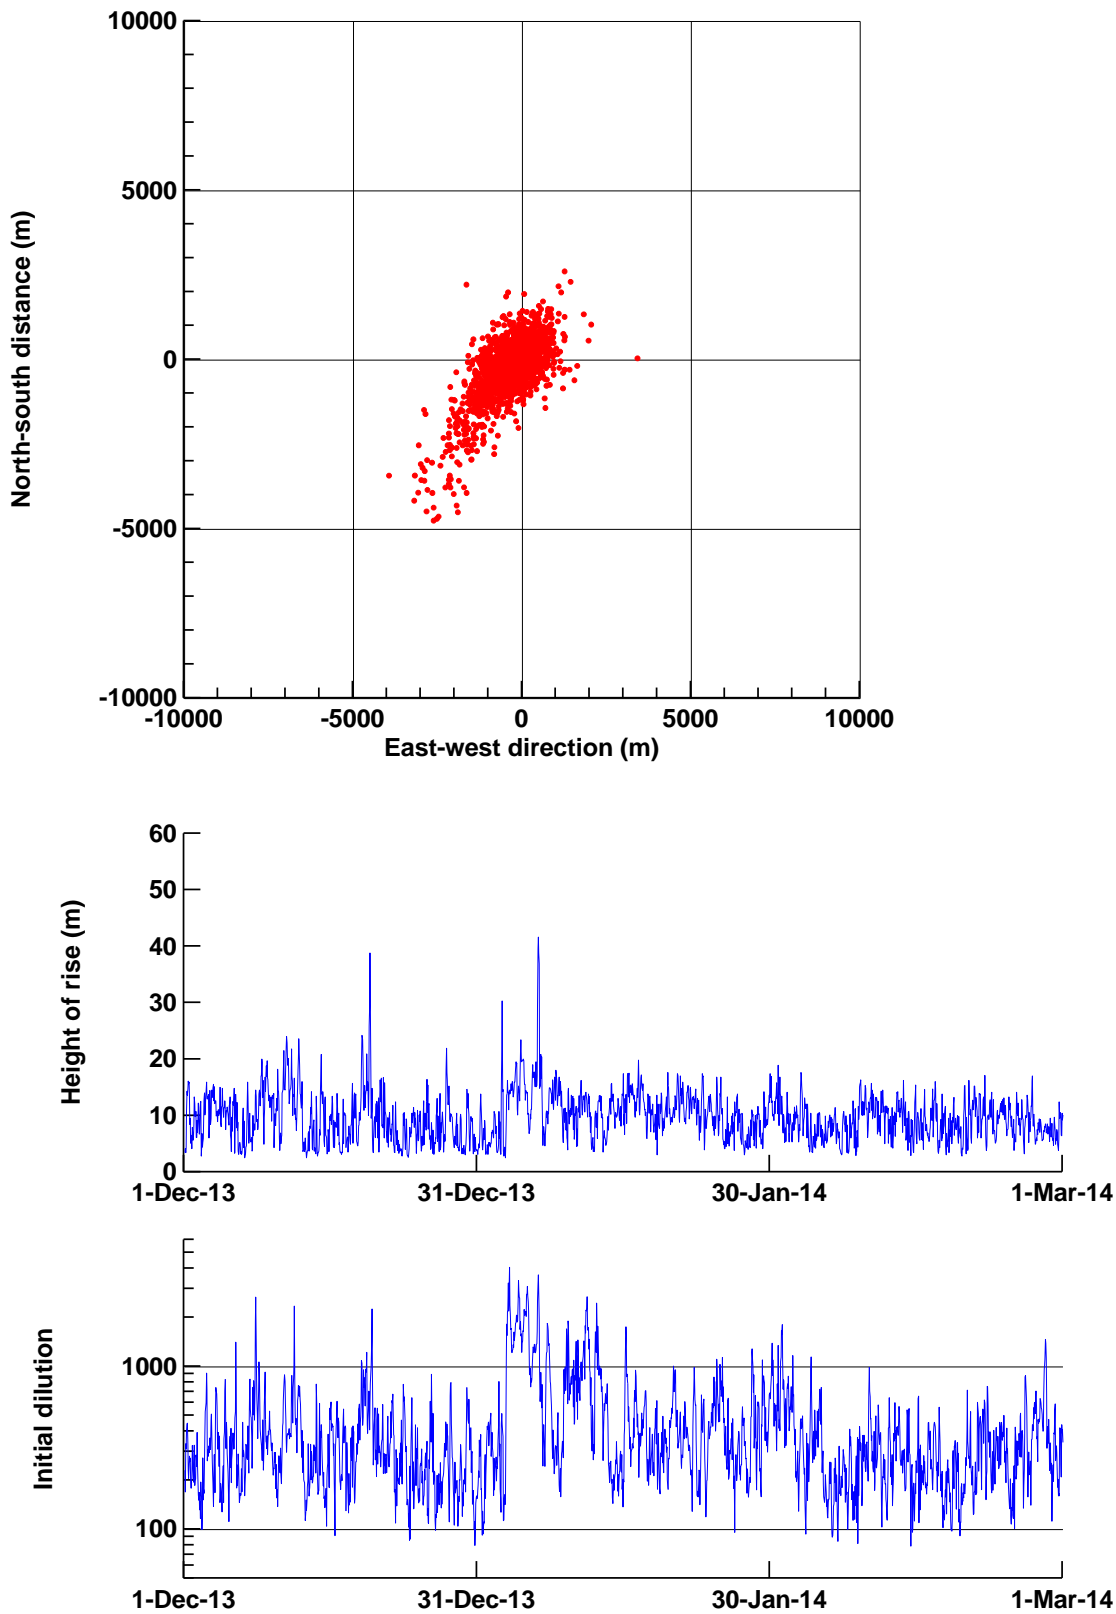 10000
5000
0
-5000
-10000
North-south distance (m)
-10000 -5000 0 5000 10000
East-west direction (m)
60
50
40
30
20
10
0
Height of rise (m)
1-Dec-13 31-Dec-13 30-Jan-14 1-Mar-14
1000
100
Initial dilution
1-Dec-13 31-Dec-13 30-Jan-14 1-Mar-14